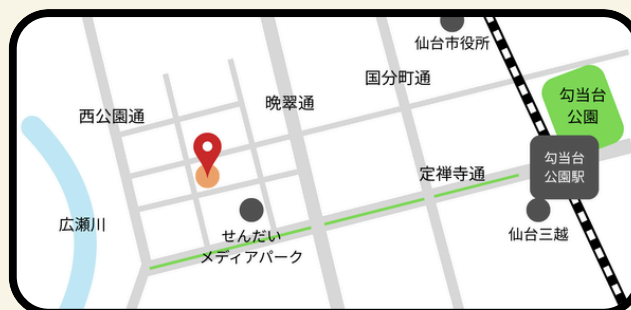 仙台市役所
国分町通
勾当台
公園
晩翠通
西公園通
勾当台
公園駅
定禅寺通
広瀬川
せんだい
メディアパーク
仙台三越